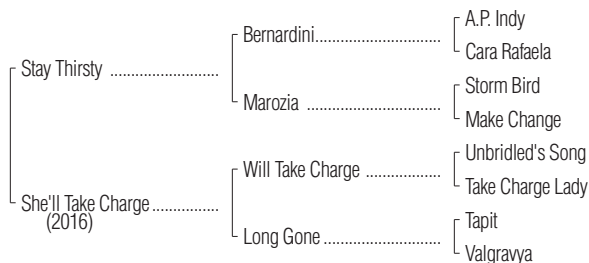 A.P. Indy
Bernardini..............................
Cara Rafaela
Stay Thirsty ..........................
Storm Bird
Marozia ................................
Make Change
Unbridled's Song
Will Take Charge ..................
Take Charge Lady
She'll Take Charge................
(2016)
Tapit
Long Gone............................
Valgravya